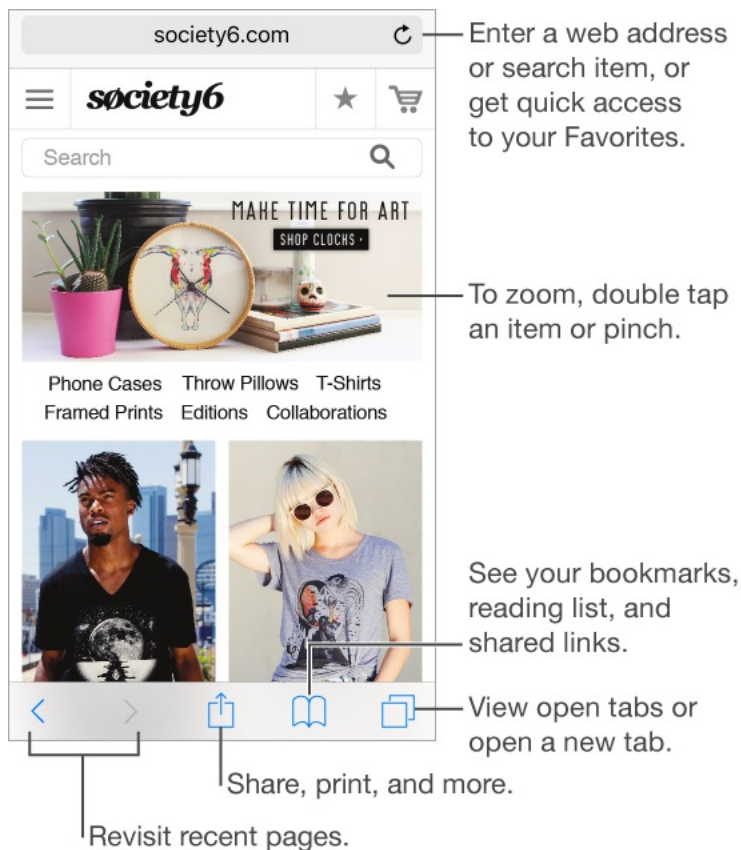 society6.com
Enter a web address
or search item, or
get quick access
to your Favorites.
søciety6
Search
MAKE TIME FOR ART
SHOP CLOCKS ›
To zoom, double tap
an item or pinch.
Phone Cases Throw Pillows T-Shirts
Framed Prints Editions Collaborations
See your bookmarks,
reading list, and
shared links.
View open tabs or
open a new tab.
Share, print, and more.
Revisit recent pages.